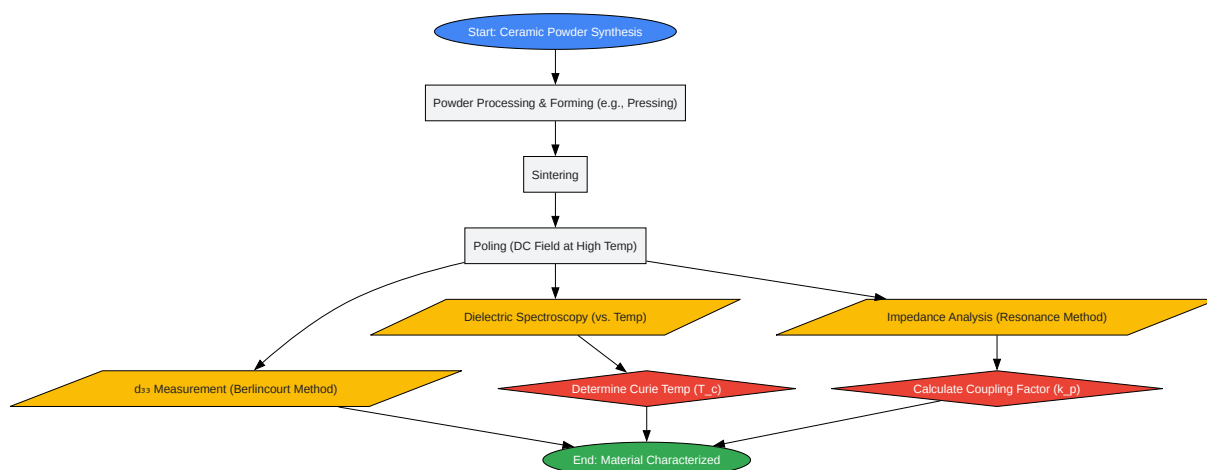 Start: Ceramic Powder Synthesis
Powder Processing & Forming (e.g., Pressing)
Sintering
Poling (DC Field at High Temp)
Dielectric Spectroscopy (vs. Temp)
Impedance Analysis (Resonance Method)
d₃₃ Measurement (Berlincourt Method)
Determine Curie Temp (T_c)
Calculate Coupling Factor (k_p)
End: Material Characterized